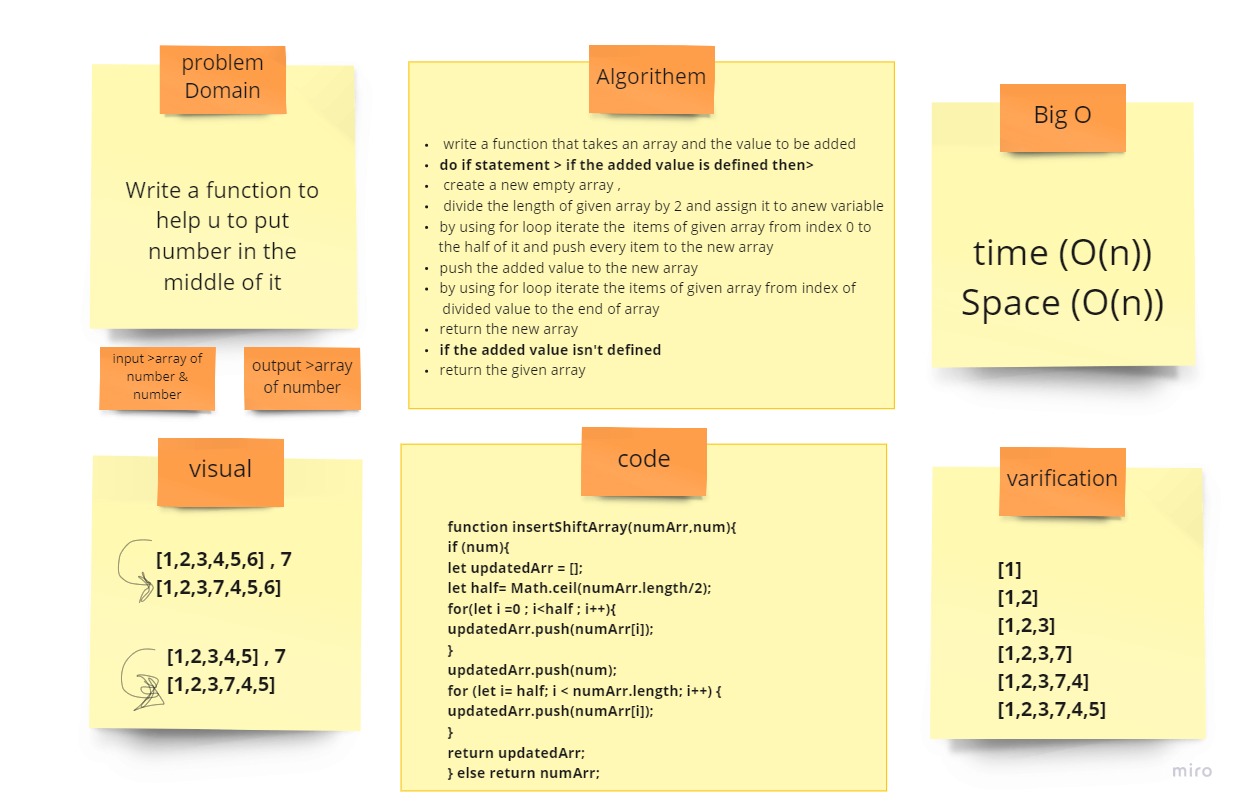 problem
Domain
Write a function to
help u to put
number in the
middle of it
input >array of
number &
number
output >array
of number
Algorithem
• write a function that takes an array and the value to be added
• do if statement > if the added value is defined then>
• create a new empty array ,
• divide the length of given array by 2 and assign it to anew variable
• by using for loop iterate the items of given array from index 0 to
the half of it and push every item to the new array
• push the added value to the new array
• by using for loop iterate the items of given array from index of
divided value to the end of array
• return the new array
• if the added value isn't defined
• return the given array
Big O
time (O(n))
Space (O(n))
visual
[1,2,3,4,5,6] , 7
[1,2,3,7,4,5,6]
[1,2,3,4,5] , 7
[1,2,3,7,4,5]
code
function insertShiftArray(numArr,num){
if (num){
let updatedArr = [];
let half= Math.ceil(numArr.length/2);
for(let i =0 ; i<half ; i++){
updatedArr.push(numArr[i]);
}
updatedArr.push(num);
for (let i= half; i < numArr.length; i++) {
updatedArr.push(numArr[i]);
}
return updatedArr;
} else return numArr;
varification
[1]
[1,2]
[1,2,3]
[1,2,3,7]
[1,2,3,7,4]
[1,2,3,7,4,5]
miro